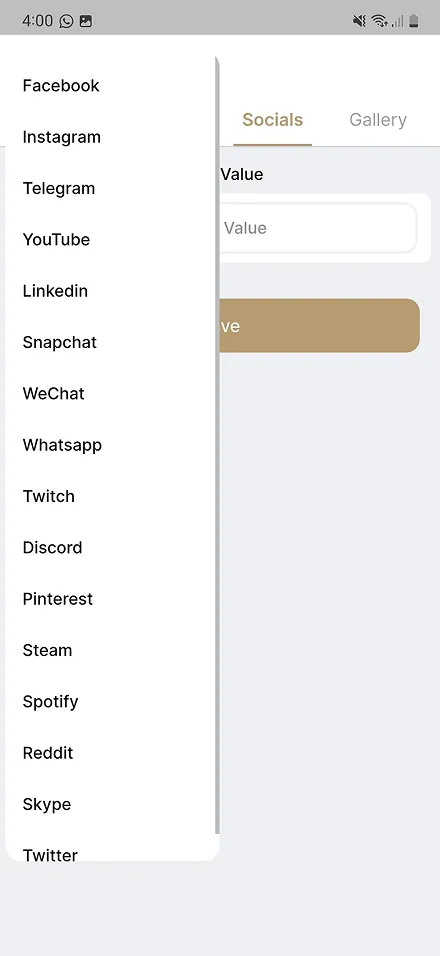 4:00
Facebook
Instagram
Telegram
YouTube
Linkedin
Snapchat
WeChat
Whatsapp
Twitch
Discord
Pinterest
Steam
Spotify
Reddit
Skype
Twitter
Socials Gallery
Value
Value
ve